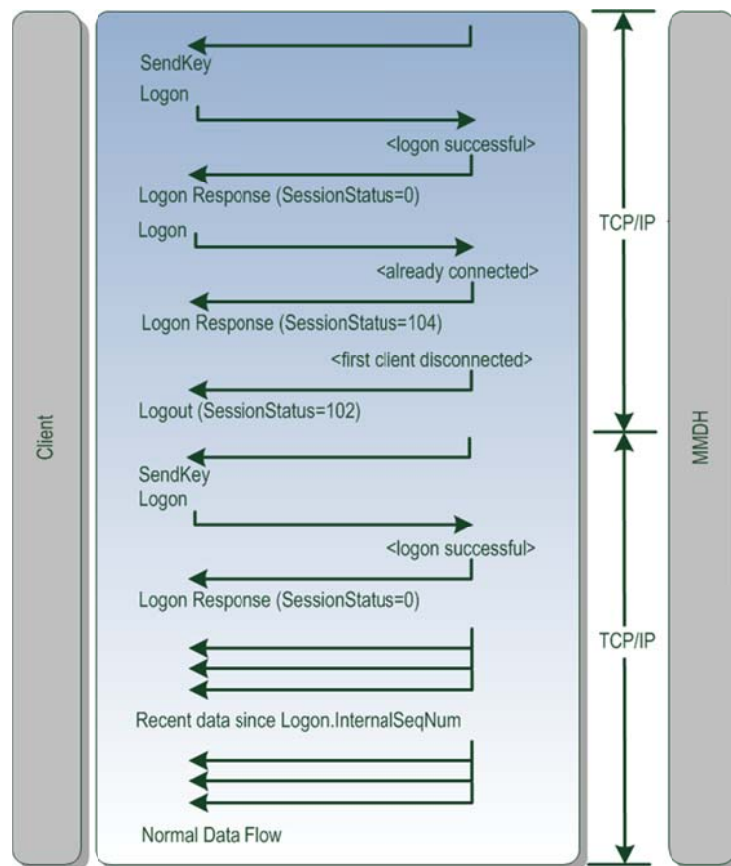 SendKey
Logon
<logon successful>
Logon Response (SessionStatus=0)
Logon
<already connected>
Logon Response (SessionStatus=104)
<first client disconnected>
Logout (SessionStatus=102)
SendKey
Logon
<logon successful>
Logon Response (SessionStatus=0)
Recent data since Logon.InternalSeqNum
Normal Data Flow
Client
TCP/IP
TCP/IP
MMDH